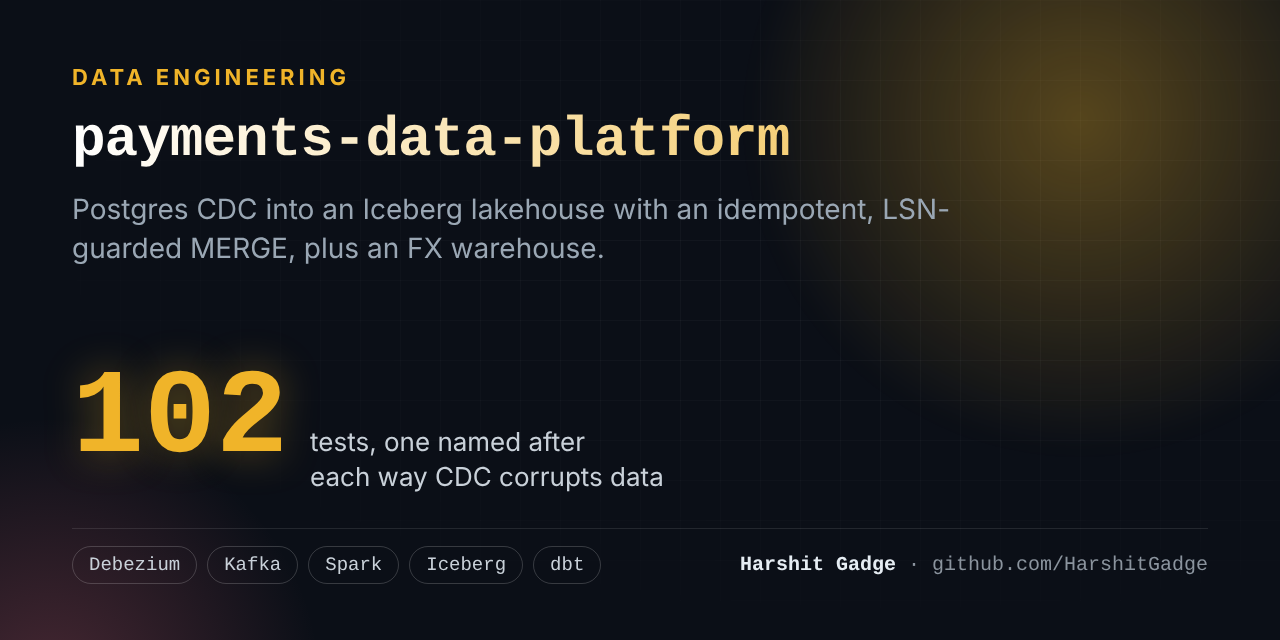 DATA ENGINEERING
payments-data-platform
Postgres CDC into an Iceberg lakehouse with an idempotent, LSN-
guarded MERGE, plus an FX warehouse.
102
tests, one named after
each way CDC corrupts data
Debezium Kafka Spark Iceberg dbt
Harshit Gadge · github.com/HarshitGadge